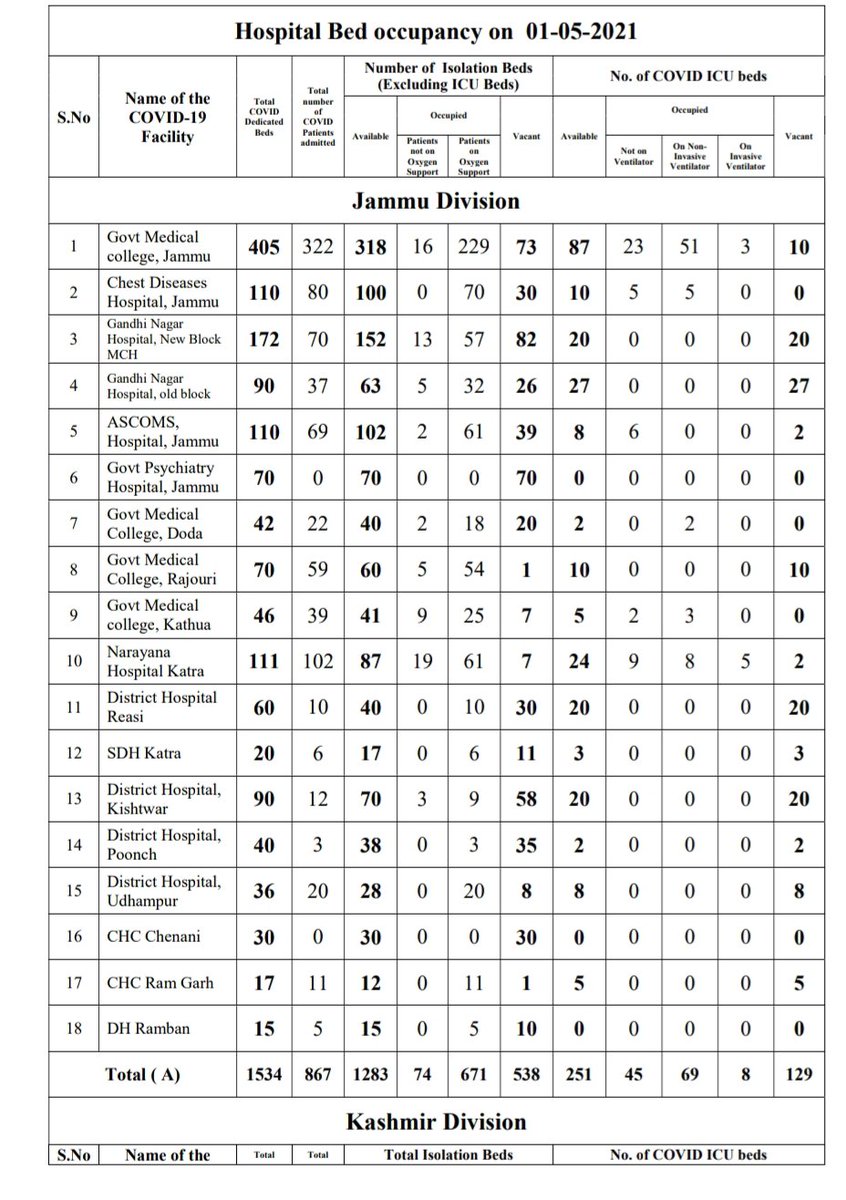 Hospital Bed occupancy on 01-05-2021
S.No
Name of the
COVID-19
Facility
Total
COVID
Dedicated
Beds
Total
number
of
COVID
Patients
admitted
Number of Isolation Beds
(Excluding ICU Beds)
No. of COVID ICU beds
Available
Occupied
Patients
not on
Oxygen
Support
Patients
on
Oxygen
Support
Vacant
Available
Occupied
Not on
Ventilator
On Non-
Invasive
Ventilator
On
Invasive
Ventilator
Vacant
Jammu Division
1 Govt Medical
college, Jammu 405 322 318 16 229 73 87 23 51 3 10
2 Chest Diseases
Hospital, Jammu 110 80 100 0 70 30 10 5 5 0 0
3 Gandhi Nagar
Hospital, New Block
MCH 172 70 152 13 57 82 20 0 0 0 20
4 Gandhi Nagar
Hospital, old block 90 37 63 5 32 26 27 0 0 0 27
5 ASCOMS,
Hospital, Jammu 110 69 102 2 61 39 8 6 0 0 2
6 Govt Psychiatry
Hospital, Jammu 70 0 70 0 0 70 0 0 0 0 0
7 Govt Medical
College, Doda 42 22 40 2 18 20 2 0 2 0 0
8 Govt Medical
College, Rajouri 70 59 60 5 54 1 10 0 0 0 10
9 Govt Medical
college, Kathua 46 39 41 9 25 7 5 2 3 0 0
10 Narayana
Hospital Katra 111 102 87 19 61 7 24 9 8 5 2
11 District Hospital
Reasi 60 10 40 0 10 30 20 0 0 0 20
12 SDH Katra 20 6 17 0 6 11 3 0 0 0 3
13 District Hospital,
Kishtwar 90 12 70 3 9 58 20 0 0 0 20
14 District Hospital,
Poonch 40 3 38 0 3 35 2 0 0 0 2
15 District Hospital,
Udhampur 36 20 28 0 20 8 8 0 0 0 8
16 CHC Chenani 30 0 30 0 0 30 0 0 0 0 0
17 CHC Ram Garh 17 11 12 0 11 1 5 0 0 0 5
18 DH Ramban 15 5 15 0 5 10 0 0 0 0 0
Total ( A) 1534 867 1283 74 671 538 251 45 69 8 129
Kashmir Division
S.No Name of the Total Total Total Isolation Beds No. of COVID ICU beds